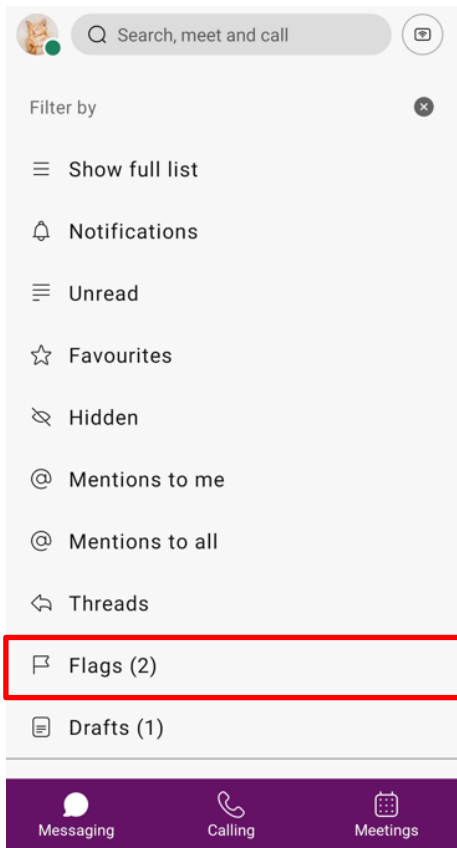 Search, meet and call
Filter by
Show full list
Notifications
Unread
Favourites
Hidden
Mentions to me
Mentions to all
Threads
Flags (2)
Drafts (1)
Messaging Calling Meetings